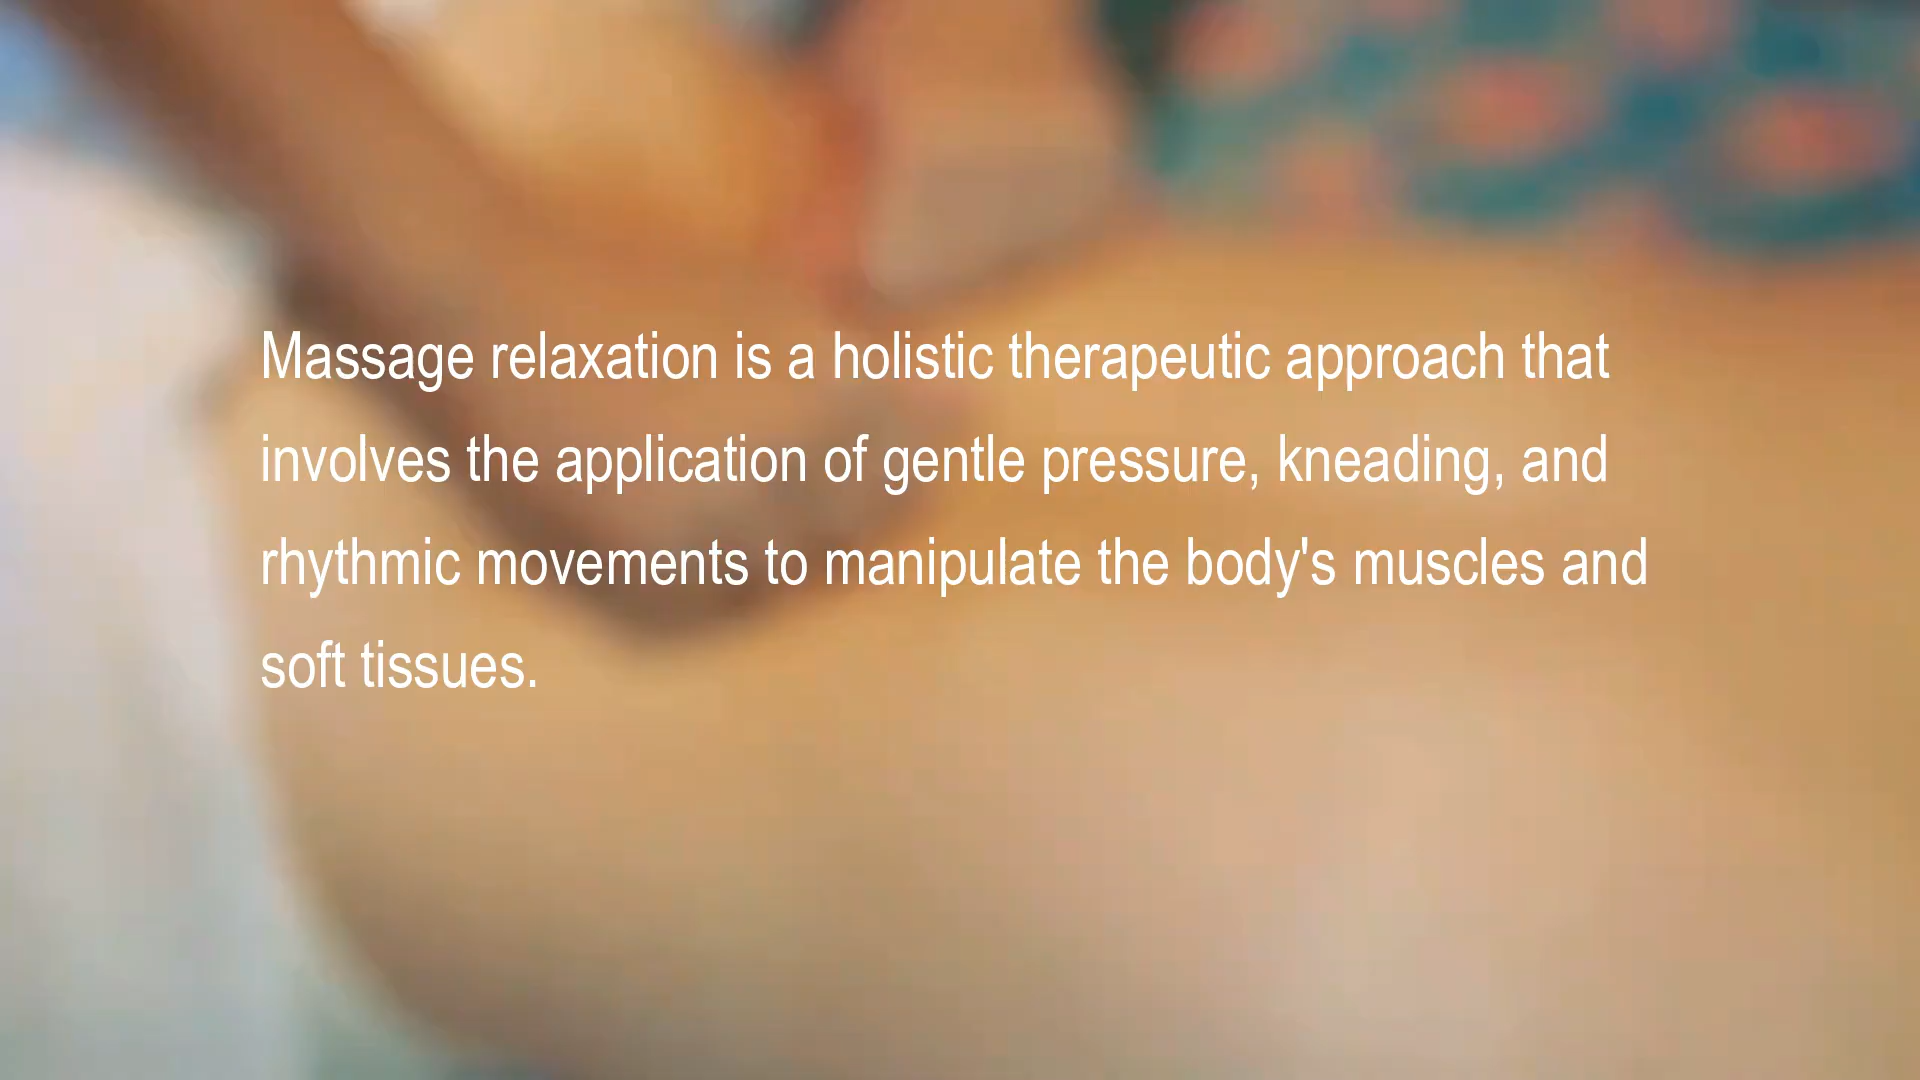 Massage relaxation is a holistic therapeutic approach that
involves the application of gentle pressure, kneading, and
rhythmic movements to manipulate the body's muscles and
soft tissues.